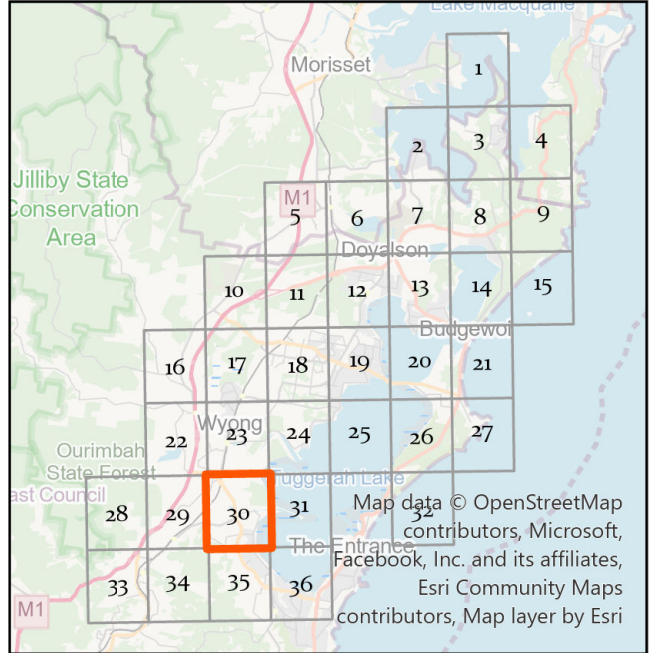 Lake Macquarie
Morisset
1
2
3
4
Jilliby State
Conservation
Area
M1
5
6
7
8
9
Doyalson
10
11
12
13
14
15
Budgewoi
16
17
18
19
20
21
Wyong
22
23
24
25
26
27
Ourimbah
State Forest
ast Council
Tuggerah Lake
28
29
30
31
32
The Entrance
Map data © OpenStreetMap
contributors, Microsoft,
Facebook, Inc. and its affiliates,
Esri Community Maps
contributors, Map layer by Esri
33
34
35
36
M1